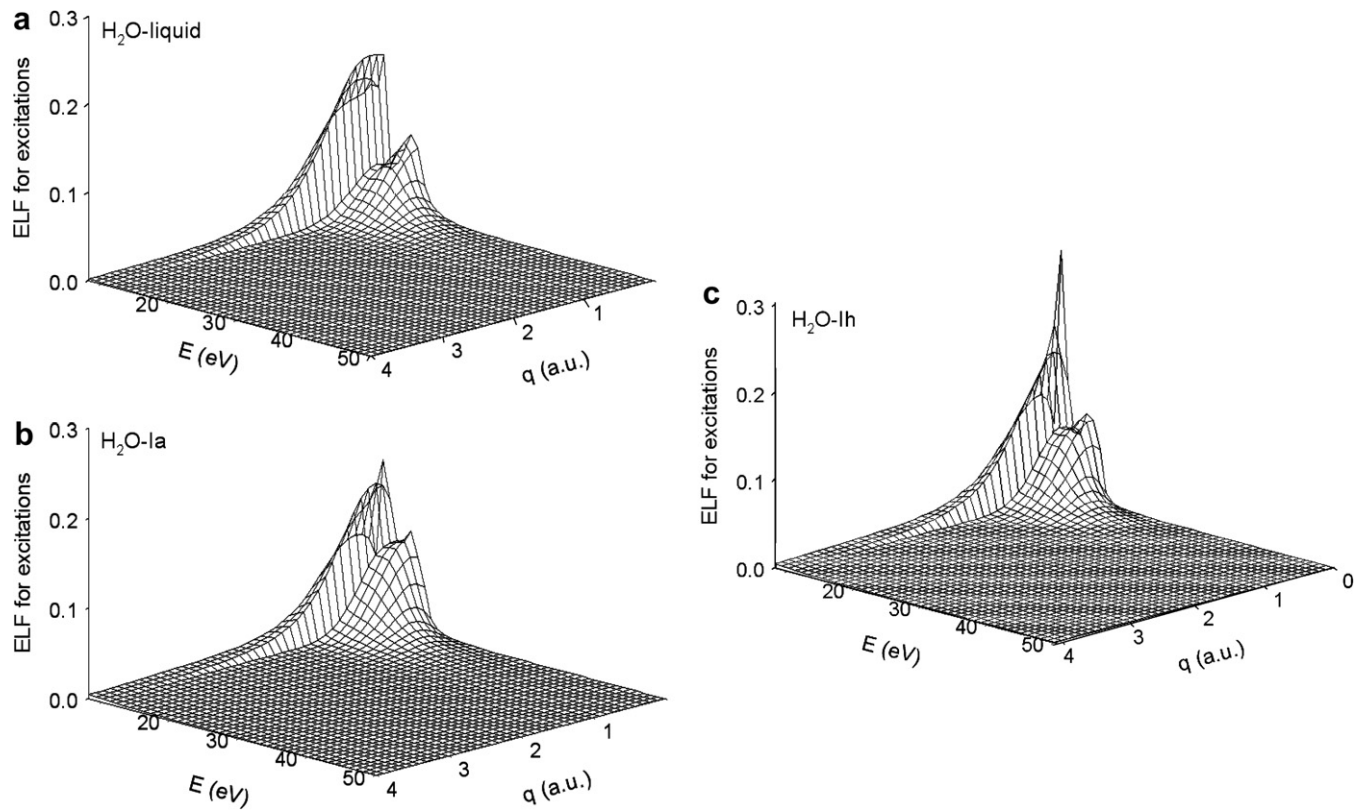 a
H₂O-liquid
ELF for excitations
0.3
0.2
0.1
0.0
20
30
40
50
E (eV)
4
3
2
1
q (a.u.)
b
H₂O-Ia
ELF for excitations
0.3
0.2
0.1
0.0
20
30
40
50
E (eV)
4
3
2
1
q (a.u.)
c
H₂O-Ih
ELF for excitations
0.3
0.2
0.1
0.0
20
30
40
50
E (eV)
4
3
2
1
0
q (a.u.)